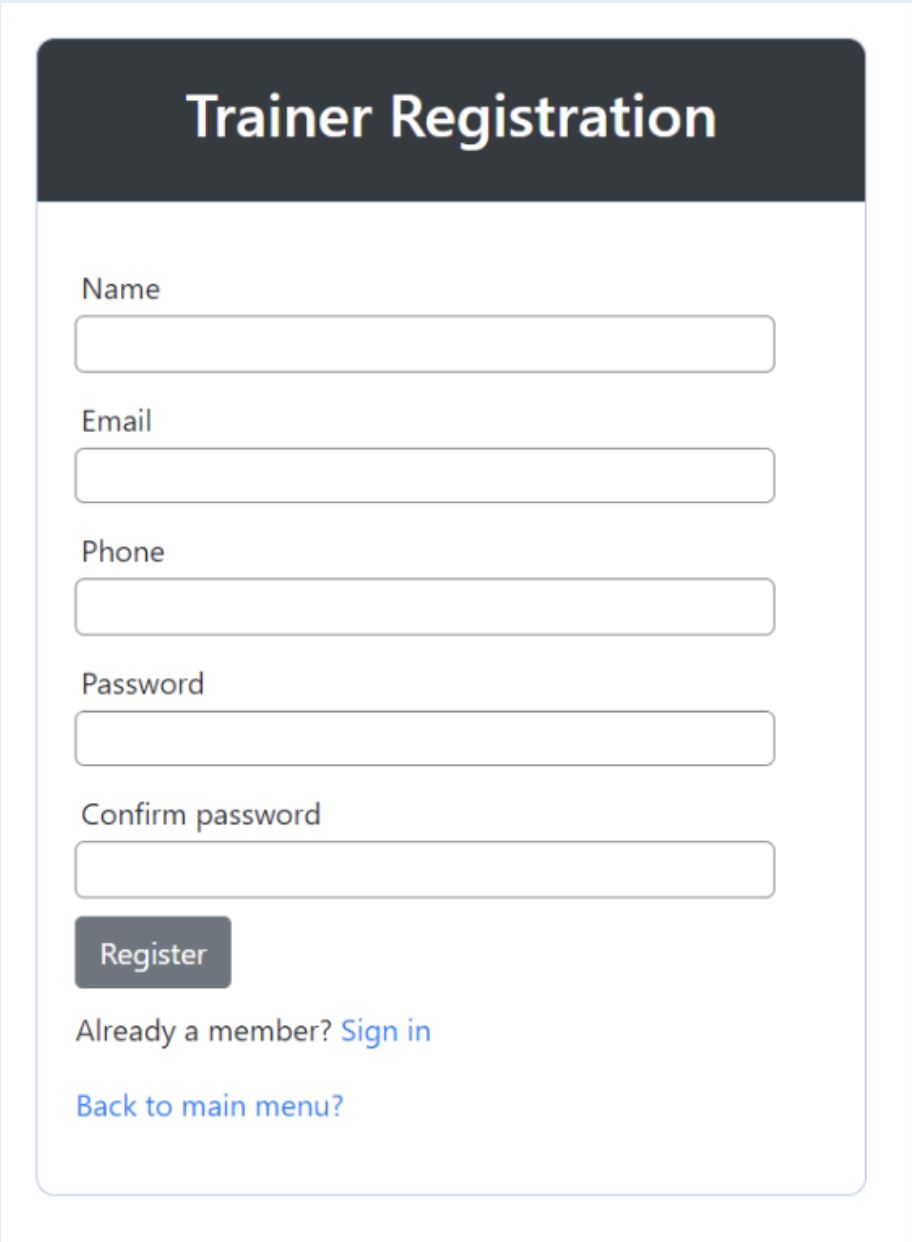 Trainer Registration
Name
Email
Phone
Password
Confirm password
Register
Already a member? Sign in
Back to main menu?